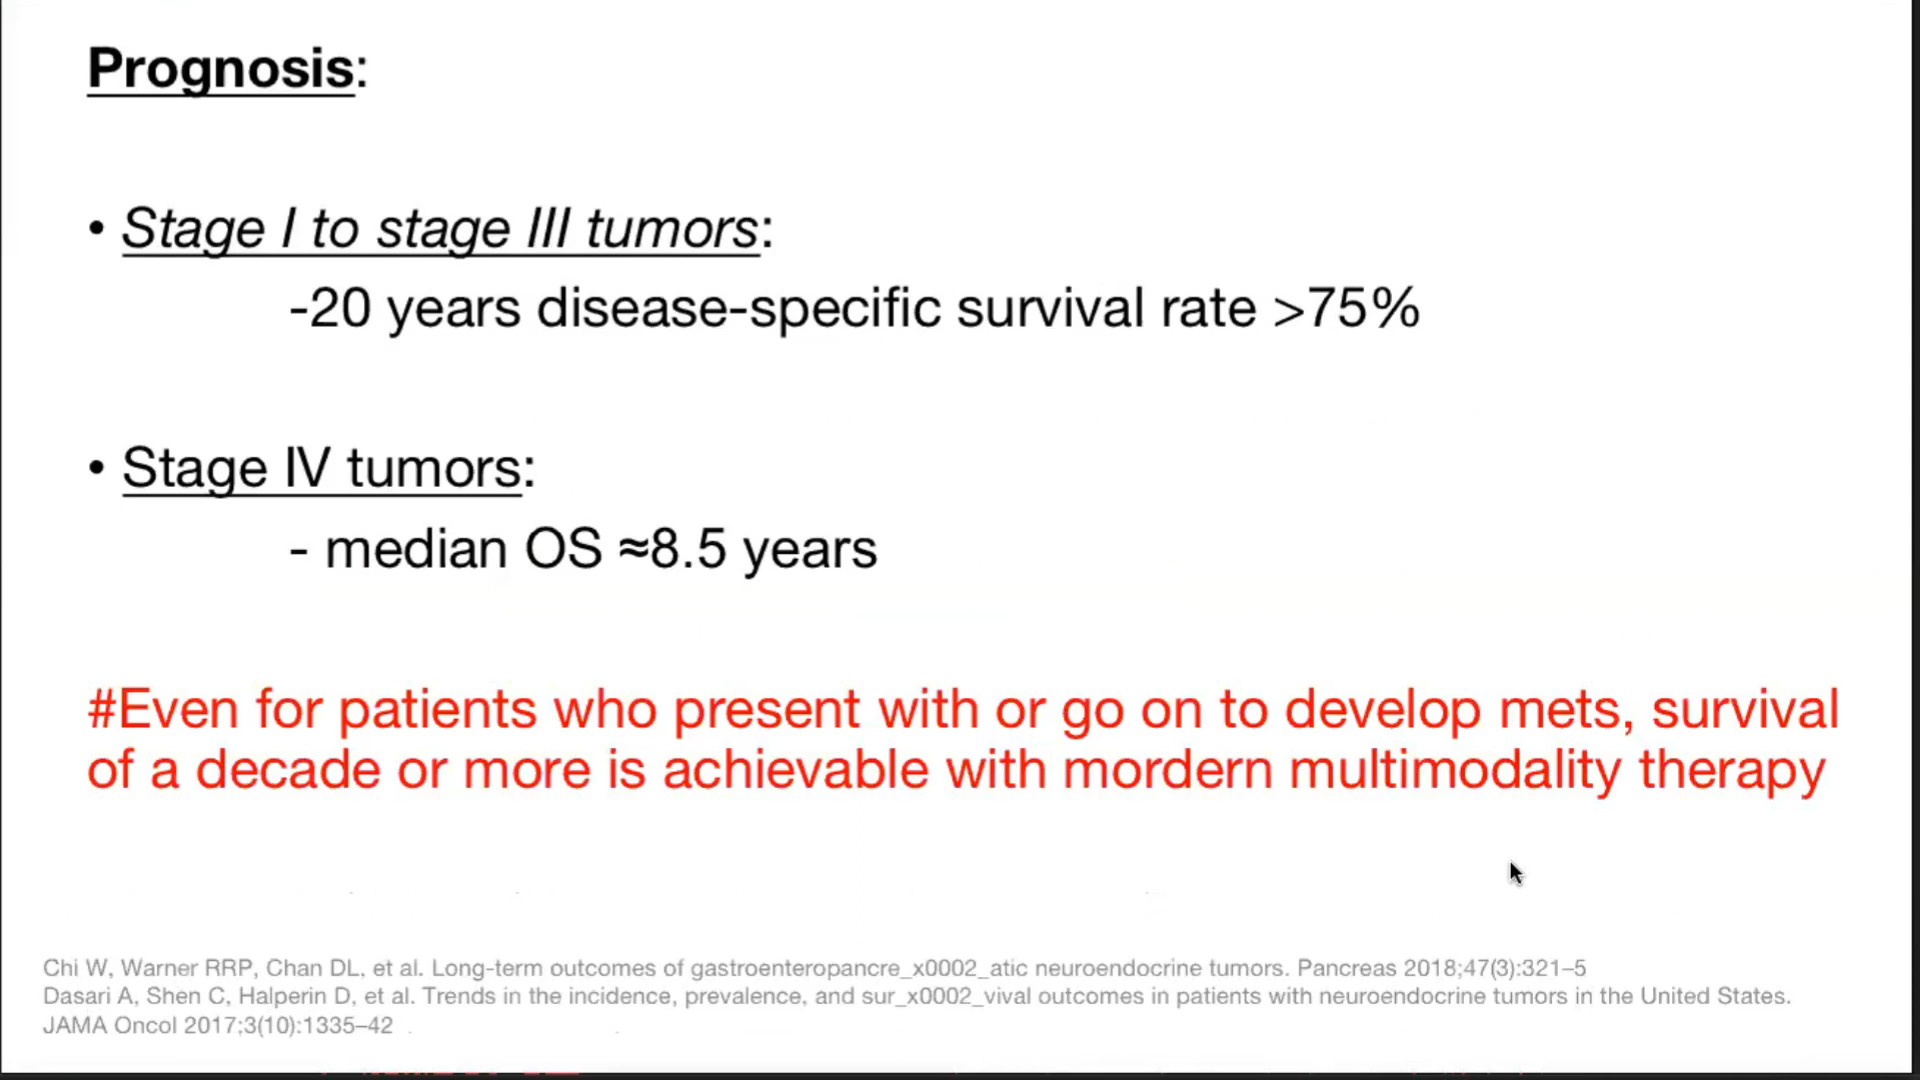 Prognosis:
• Stage I to stage III tumors:
-20 years disease-specific survival rate >75%
• Stage IV tumors:
- median OS ≈8.5 years
#Even for patients who present with or go on to develop mets, survival
of a decade or more is achievable with mordern multimodality therapy
Chi W, Warner RRP, Chan DL, et al. Long-term outcomes of gastroenteropancre_x0002_atic neuroendocrine tumors. Pancreas 2018;47(3):321–5
Dasari A, Shen C, Halperin D, et al. Trends in the incidence, prevalence, and sur_x0002_vival outcomes in patients with neuroendocrine tumors in the United States.
JAMA Oncol 2017;3(10):1335–42